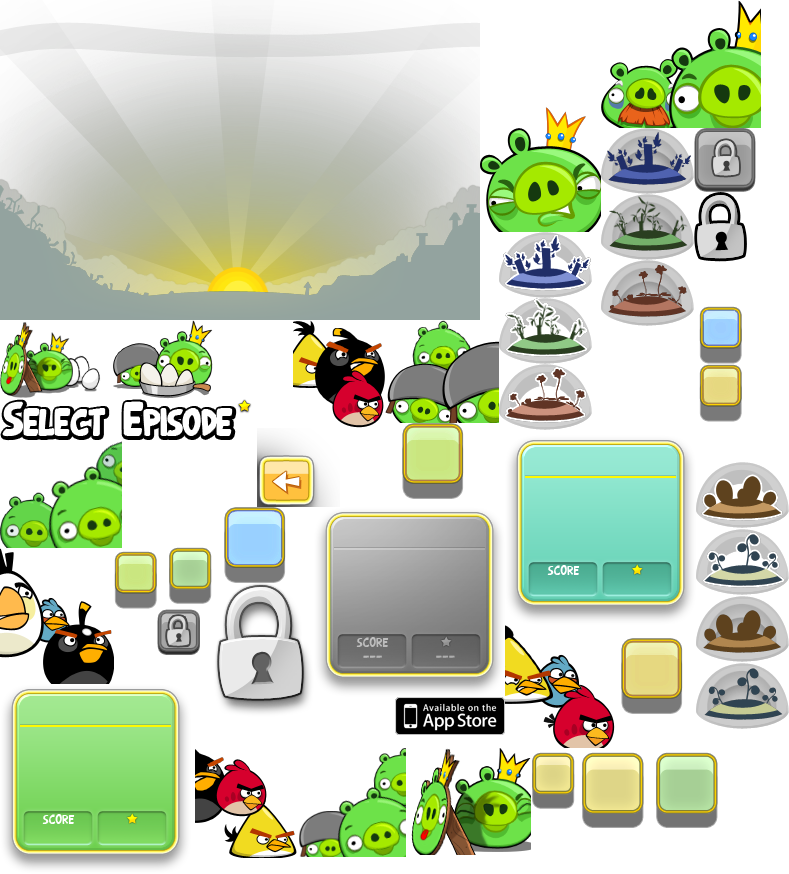 SELECT EPISODE
SCORE
SCORE
--- ---
Available on the
App Store
SCORE